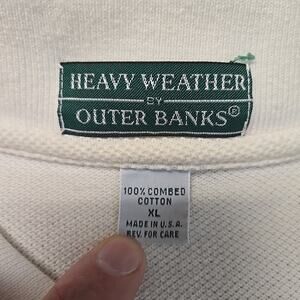 HEAVY WEATHER
BY
OUTER BANKS®
100% COMBED
COTTON
XL
MADE IN U.S.A.
REV. FOR CARE